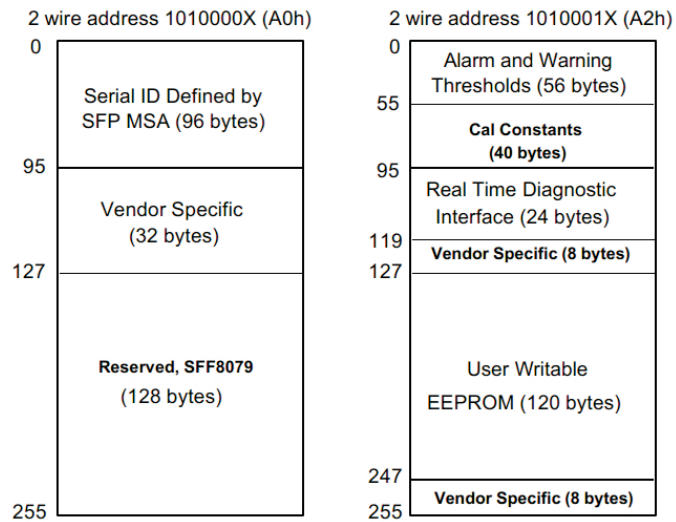 2 wire address 1010000X (A0h)
0
Serial ID Defined by
SFP MSA (96 bytes)
95
Vendor Specific
(32 bytes)
127
Reserved, SFF8079
(128 bytes)
255
2 wire address 1010001X (A2h)
0
Alarm and Warning
Thresholds (56 bytes)
55
Cal Constants
(40 bytes)
95
Real Time Diagnostic
Interface (24 bytes)
119
Vendor Specific (8 bytes)
127
User Writable
EEPROM (120 bytes)
247
Vendor Specific (8 bytes)
255